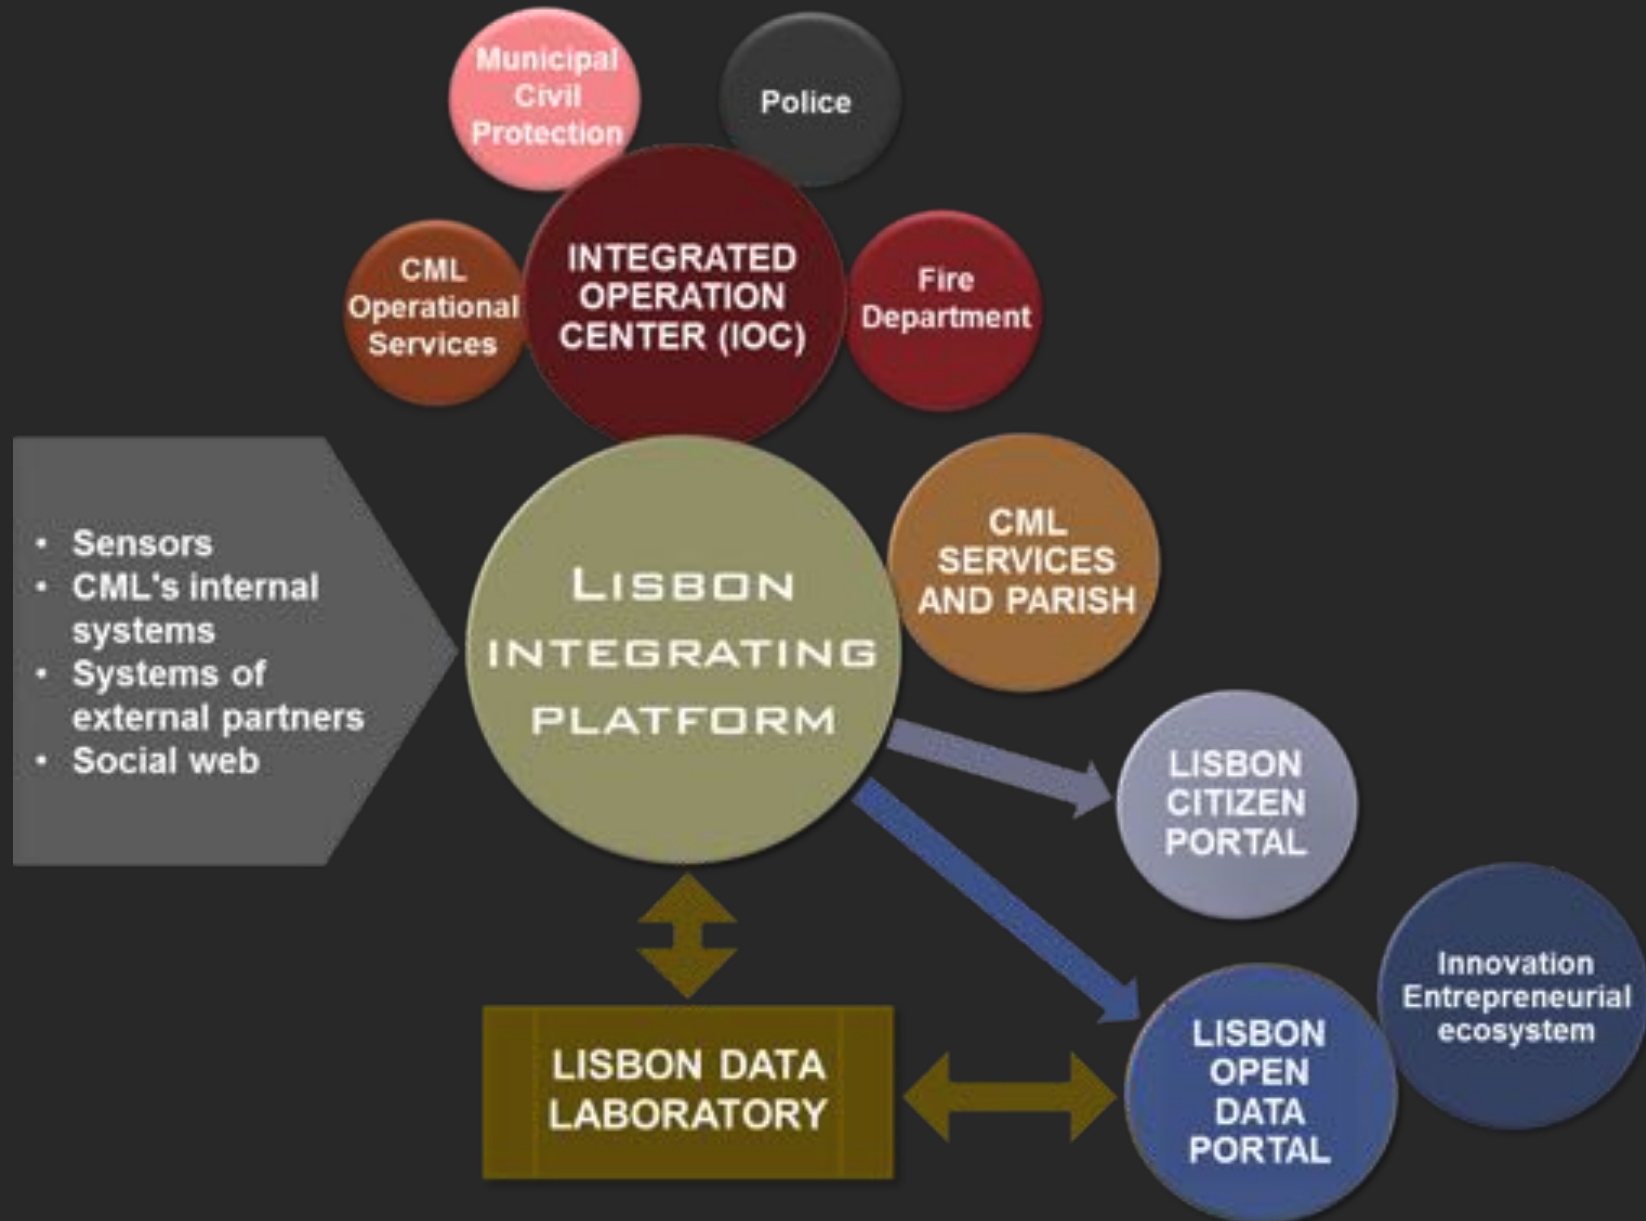 Municipal
Civil
Protection
Police
CML
Operational
Services
INTEGRATED
OPERATION
CENTER (IOC)
Fire
Department
• Sensors
• CML's internal
systems
• Systems of
external partners
• Social web
LISBON
INTEGRATING
PLATFORM
CML
SERVICES
AND PARISH
LISBON
CITIZEN
PORTAL
Innovation
Entrepreneurial
ecosystem
LISBON DATA
LABORATORY
LISBON
OPEN
DATA
PORTAL